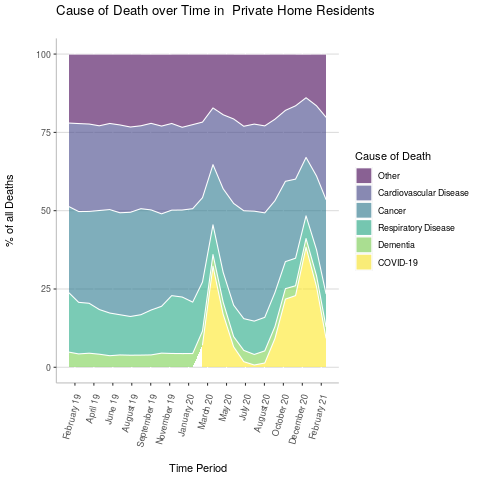 Cause of Death over Time in  Private Home Residents
100
75
50
25
0
% of all Deaths
February 19
April 19
June 19
August 19
September 19
November 19
January 20
March 20
May 20
July 20
August 20
October 20
December 20
February 21
Time Period
Cause of Death
Other
Cardiovascular Disease
Cancer
Respiratory Disease
Dementia
COVID-19